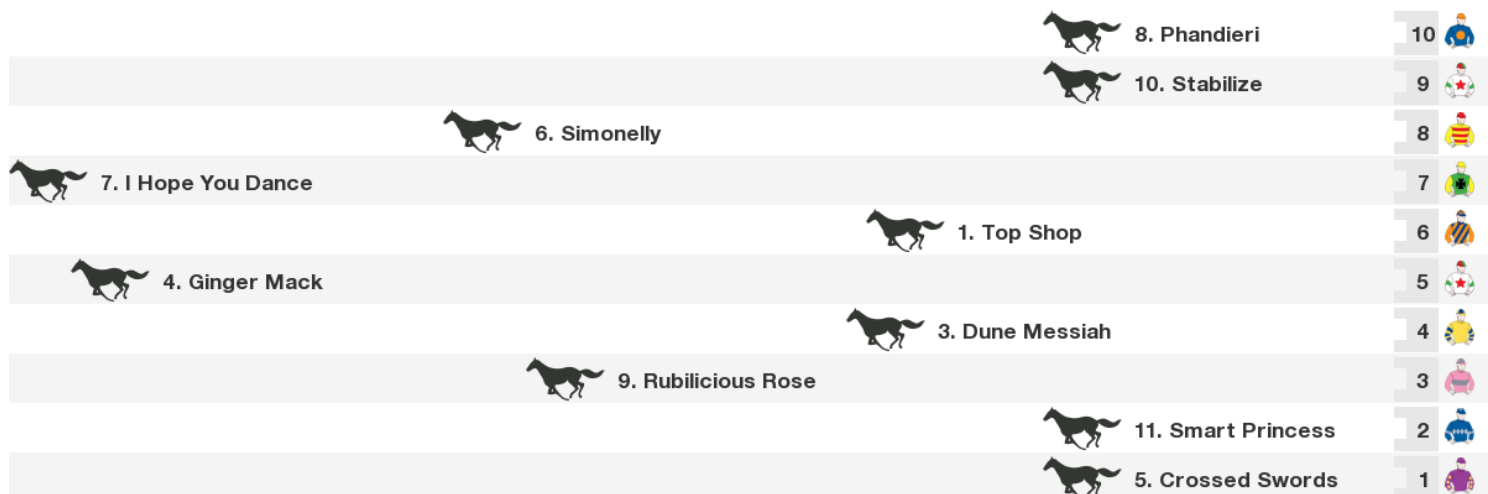 8. Phandieri 10
10. Stabilize 9
6. Simonelly 8
7. I Hope You Dance 7
1. Top Shop 6
4. Ginger Mack 5
3. Dune Messiah 4
9. Rubilicious Rose 3
11. Smart Princess 2
5. Crossed Swords 1